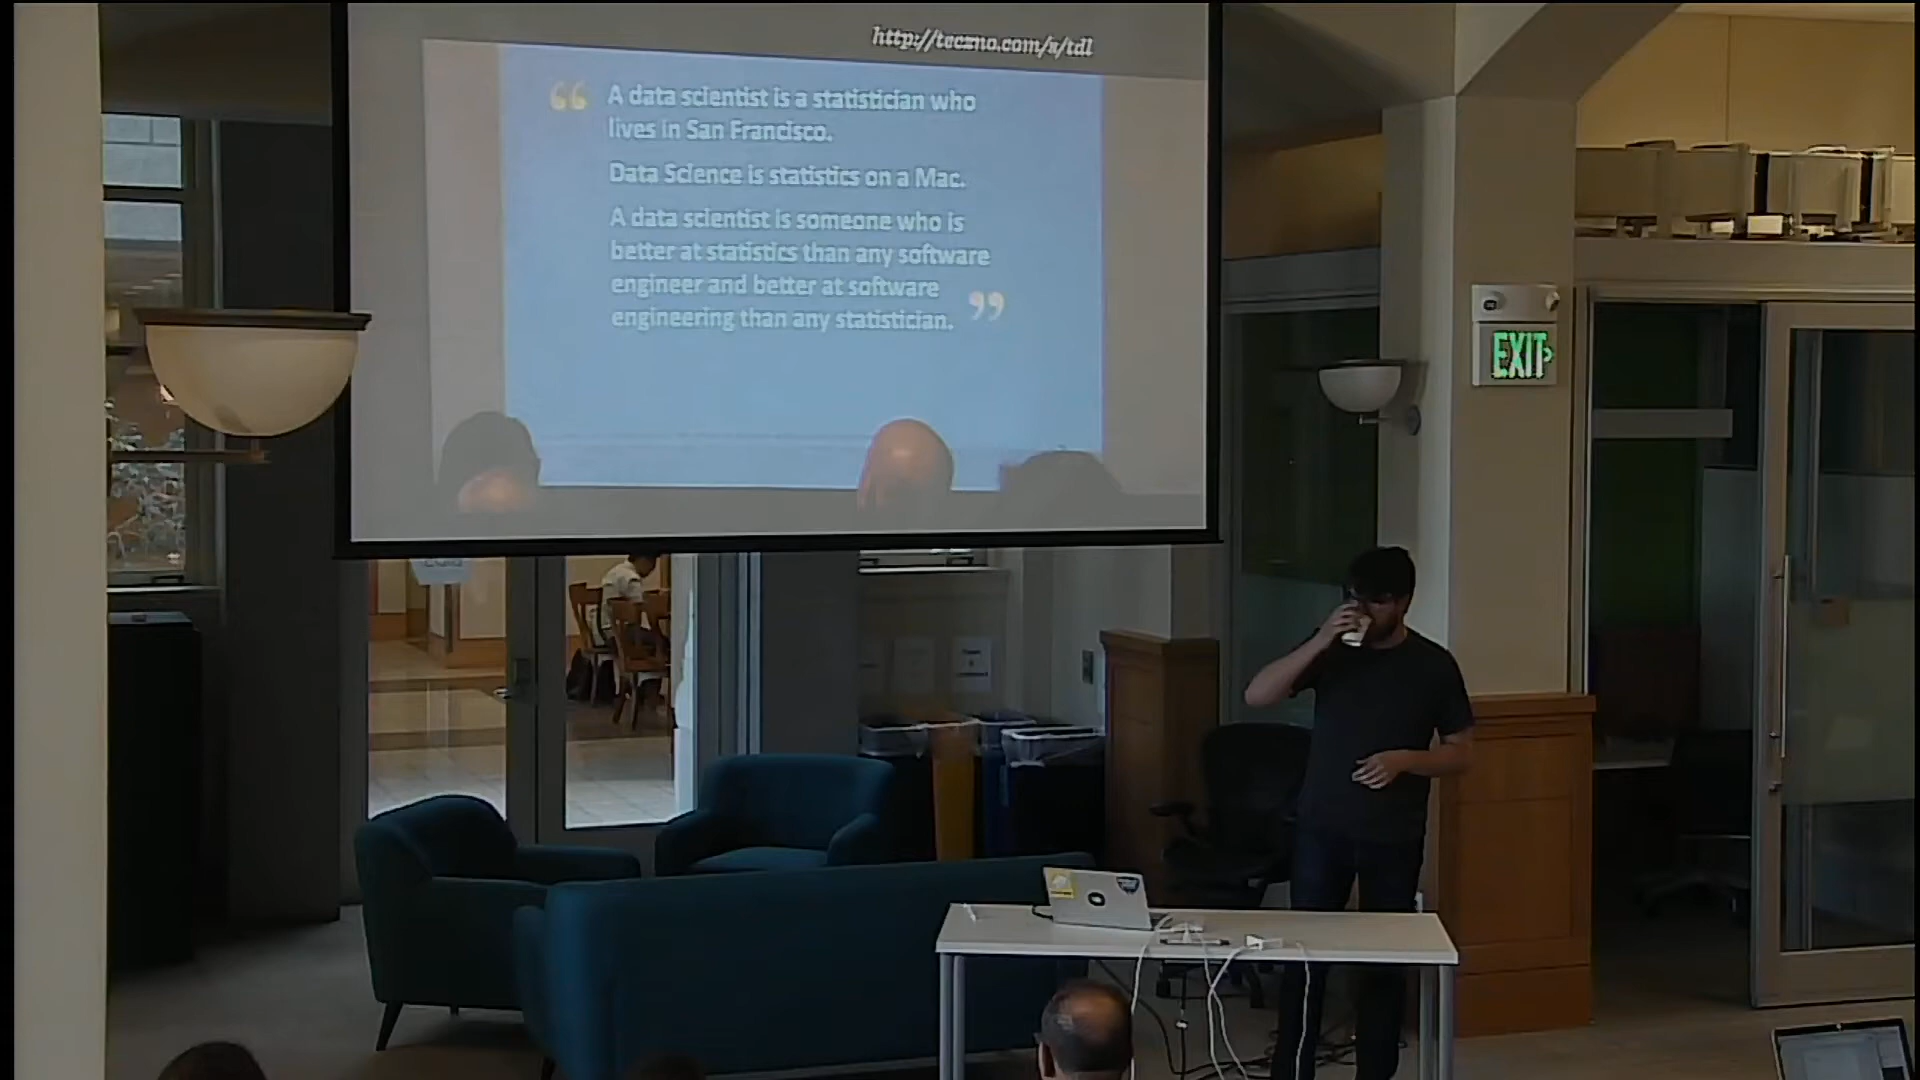 http://teczno.com/s/tdl
“ A data scientist is a statistician who
lives in San Francisco.
Data Science is statistics on a Mac.
A data scientist is someone who is
better at statistics than any software
engineer and better at software
engineering than any statistician. ”
EXIT